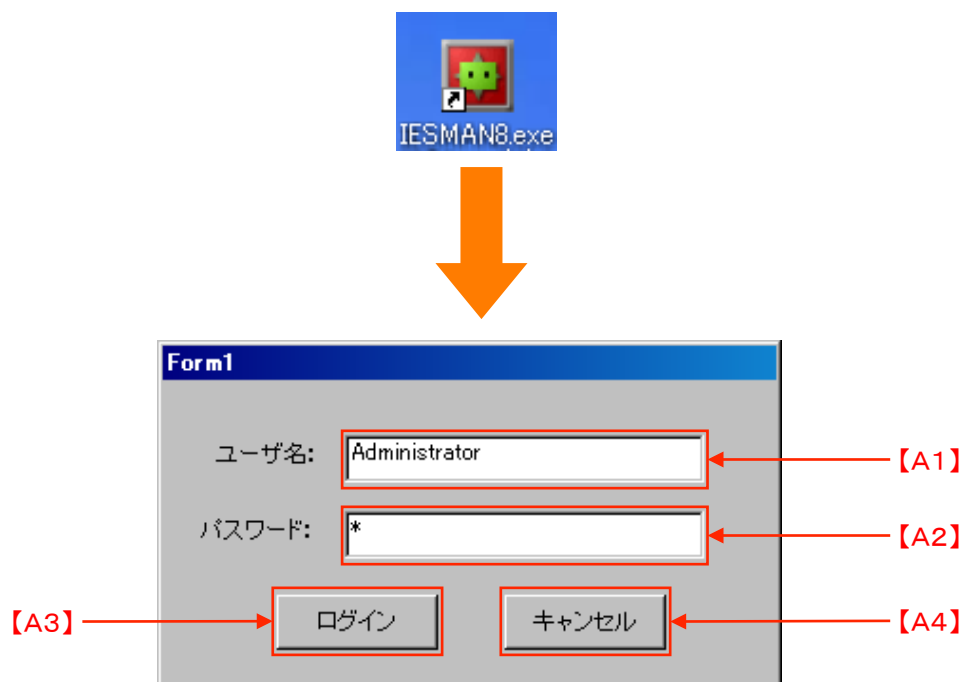 IESMAN8.exe
Form1
ユーザ名: Administrator 【A1】
パスワード: * 【A2】
【A3】 ログイン キャンセル 【A4】